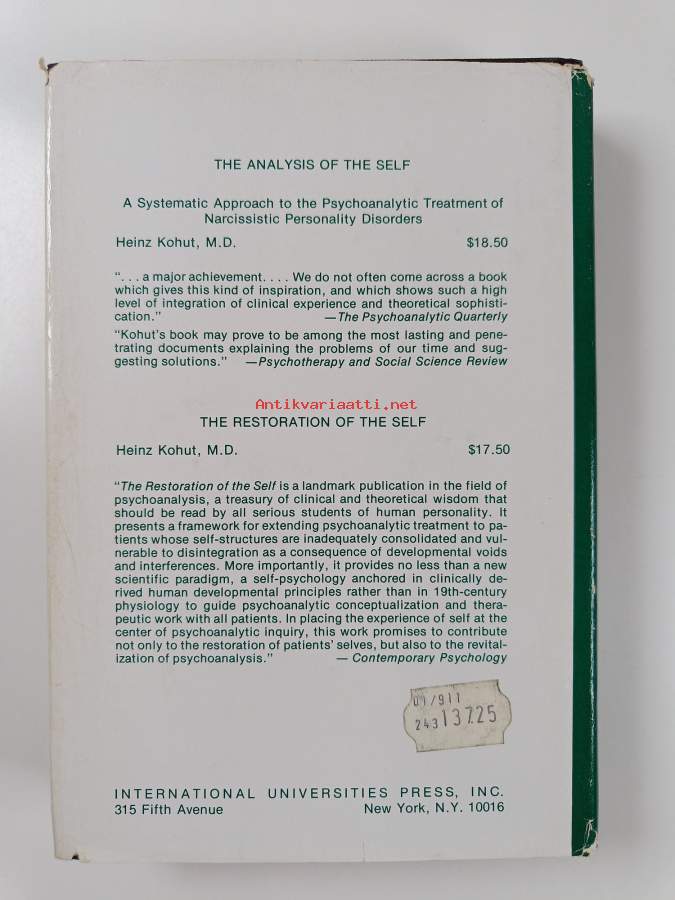 THE ANALYSIS OF THE SELF
A Systematic Approach to the Psychoanalytic Treatment of
Narcissistic Personality Disorders
Heinz Kohut, M.D. $18.50
“. . . a major achievement. . . . We do not often come across a book
which gives this kind of inspiration, and which shows such a high
level of integration of clinical experience and theoretical sophisti-
cation.” —The Psychoanalytic Quarterly
“Kohut’s book may prove to be among the most lasting and pene-
trating documents explaining the problems of our time and sug-
gesting solutions.” —Psychotherapy and Social Science Review
Antikvariaatti.net
THE RESTORATION OF THE SELF
Heinz Kohut, M.D. $17.50
“The Restoration of the Self is a landmark publication in the field of
psychoanalysis, a treasury of clinical and theoretical wisdom that
should be read by all serious students of human personality. It
presents a framework for extending psychoanalytic treatment to pa-
tients whose self-structures are inadequately consolidated and vul-
nerable to disintegration as a consequence of developmental voids
and interferences. More importantly, it provides no less than a new
scientific paradigm, a self-psychology anchored in clinically de-
rived human developmental principles rather than in 19th-century
physiology to guide psychoanalytic conceptualization and thera-
peutic work with all patients. In placing the experience of self at the
center of psychoanalytic inquiry, this work promises to contribute
not only to the restoration of patients’ selves, but also to the revital-
ization of psychoanalysis.” — Contemporary Psychology
01/911
243 137.25
INTERNATIONAL UNIVERSITIES PRESS, INC.
315 Fifth Avenue New York, N.Y. 10016